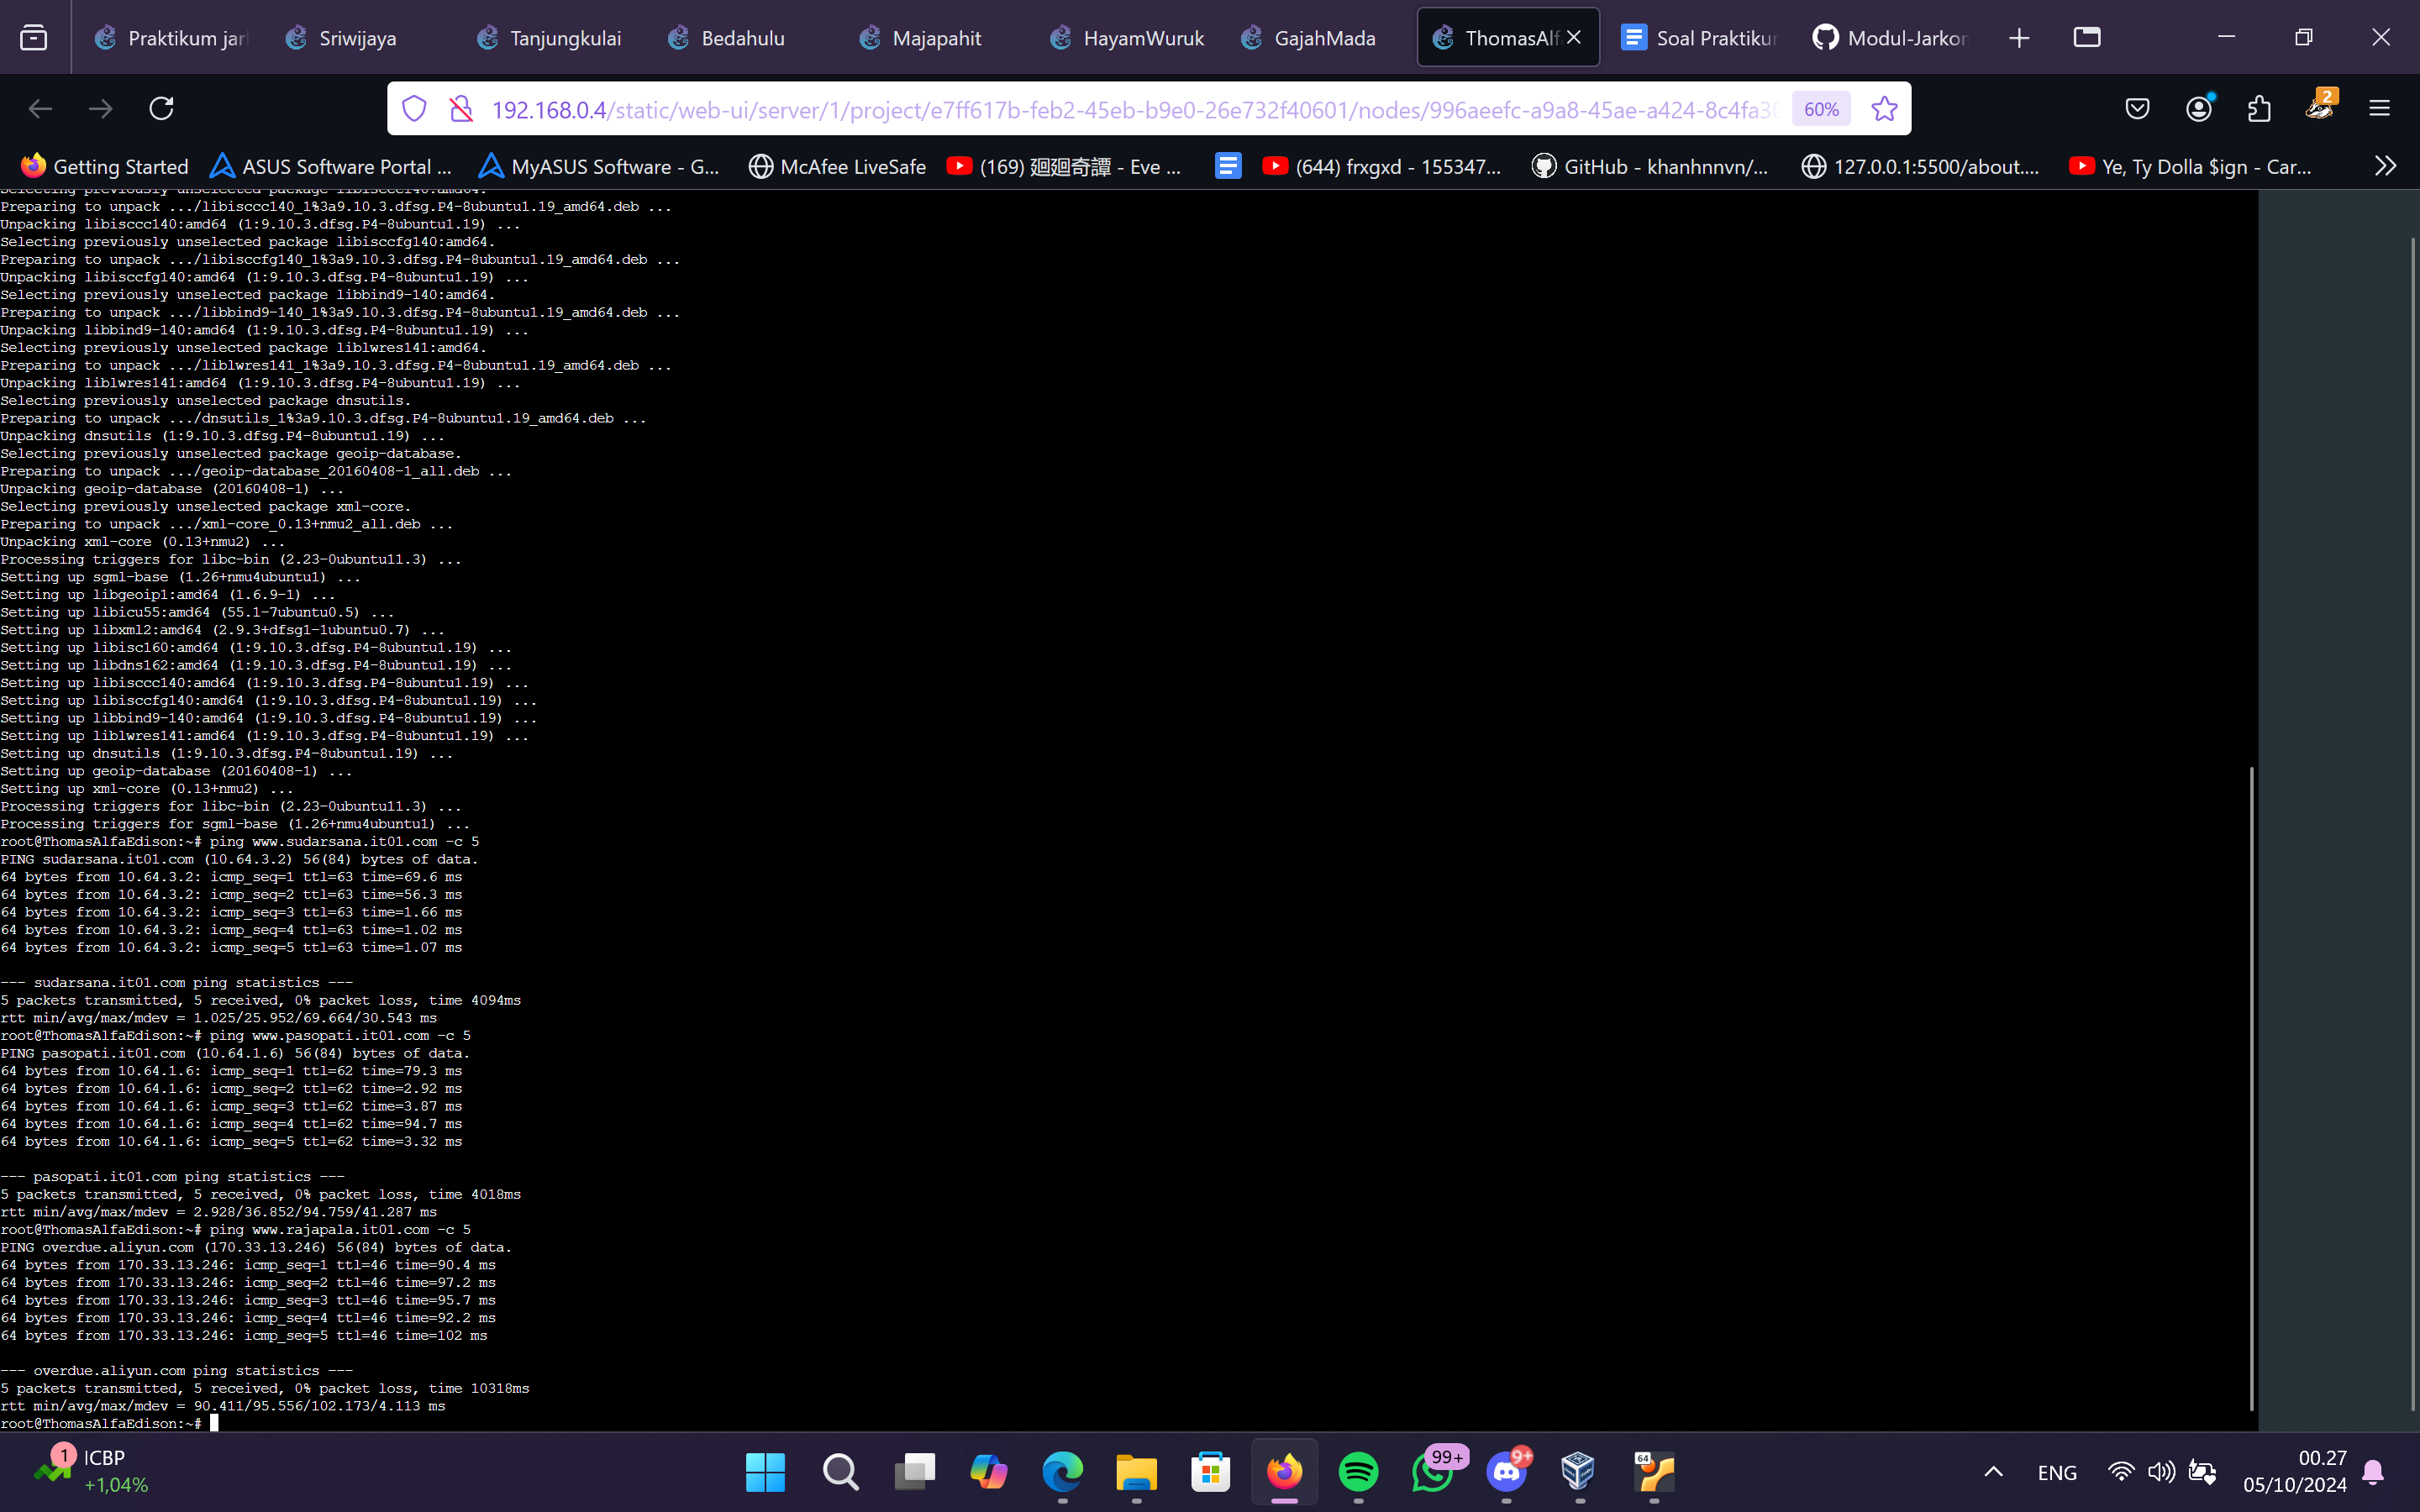 Praktikum jar
Sriwijaya
Tanjungkulai
Bedahulu
Majapahit
HayamWuruk
GajahMada
ThomasAlf
Soal Praktikur
Modul-Jarkon
192.168.0.4/static/web-ui/server/1/project/e7ff617b-feb2-45eb-b9e0-26e732f40601/nodes/996aeefc-a9a8-45ae-a424-8c4fa30
60%
2
Getting Started
ASUS Software Portal ...
MyASUS Software - G...
McAfee LiveSafe
(169) 廻廻奇譚 - Eve ...
(644) frxgxd - 155347...
GitHub - khanhnnvn/...
127.0.0.1:5500/about....
Ye, Ty Dolla $ign - Car...
Selecting previously unselected package libisccc140:amd64.
Preparing to unpack .../libisccc140_1%3a9.10.3.dfsg.P4-8ubuntu1.19_amd64.deb ...
Unpacking libisccc140:amd64 (1:9.10.3.dfsg.P4-8ubuntu1.19) ...
Selecting previously unselected package libisccfg140:amd64.
Preparing to unpack .../libisccfg140_1%3a9.10.3.dfsg.P4-8ubuntu1.19_amd64.deb ...
Unpacking libisccfg140:amd64 (1:9.10.3.dfsg.P4-8ubuntu1.19) ...
Selecting previously unselected package libbind9-140:amd64.
Preparing to unpack .../libbind9-140_1%3a9.10.3.dfsg.P4-8ubuntu1.19_amd64.deb ...
Unpacking libbind9-140:amd64 (1:9.10.3.dfsg.P4-8ubuntu1.19) ...
Selecting previously unselected package liblwres141:amd64.
Preparing to unpack .../liblwres141_1%3a9.10.3.dfsg.P4-8ubuntu1.19_amd64.deb ...
Unpacking liblwres141:amd64 (1:9.10.3.dfsg.P4-8ubuntu1.19) ...
Selecting previously unselected package dnsutils.
Preparing to unpack .../dnsutils_1%3a9.10.3.dfsg.P4-8ubuntu1.19_amd64.deb ...
Unpacking dnsutils (1:9.10.3.dfsg.P4-8ubuntu1.19) ...
Selecting previously unselected package geoip-database.
Preparing to unpack .../geoip-database_20160408-1_all.deb ...
Unpacking geoip-database (20160408-1) ...
Selecting previously unselected package xml-core.
Preparing to unpack .../xml-core_0.13+nmu2_all.deb ...
Unpacking xml-core (0.13+nmu2) ...
Processing triggers for libc-bin (2.23-0ubuntu11.3) ...
Setting up sgml-base (1.26+nmu4ubuntu1) ...
Setting up libgeoip1:amd64 (1.6.9-1) ...
Setting up libicu55:amd64 (55.1-7ubuntu0.5) ...
Setting up libxml2:amd64 (2.9.3+dfsg1-1ubuntu0.7) ...
Setting up libisc160:amd64 (1:9.10.3.dfsg.P4-8ubuntu1.19) ...
Setting up libdns162:amd64 (1:9.10.3.dfsg.P4-8ubuntu1.19) ...
Setting up libisccc140:amd64 (1:9.10.3.dfsg.P4-8ubuntu1.19) ...
Setting up libisccfg140:amd64 (1:9.10.3.dfsg.P4-8ubuntu1.19) ...
Setting up libbind9-140:amd64 (1:9.10.3.dfsg.P4-8ubuntu1.19) ...
Setting up liblwres141:amd64 (1:9.10.3.dfsg.P4-8ubuntu1.19) ...
Setting up dnsutils (1:9.10.3.dfsg.P4-8ubuntu1.19) ...
Setting up geoip-database (20160408-1) ...
Setting up xml-core (0.13+nmu2) ...
Processing triggers for libc-bin (2.23-0ubuntu11.3) ...
Processing triggers for sgml-base (1.26+nmu4ubuntu1) ...
root@ThomasAlfaEdison:~# ping www.sudarsana.it01.com -c 5
PING sudarsana.it01.com (10.64.3.2) 56(84) bytes of data.
64 bytes from 10.64.3.2: icmp_seq=1 ttl=63 time=69.6 ms
64 bytes from 10.64.3.2: icmp_seq=2 ttl=63 time=56.3 ms
64 bytes from 10.64.3.2: icmp_seq=3 ttl=63 time=1.66 ms
64 bytes from 10.64.3.2: icmp_seq=4 ttl=63 time=1.02 ms
64 bytes from 10.64.3.2: icmp_seq=5 ttl=63 time=1.07 ms
--- sudarsana.it01.com ping statistics ---
5 packets transmitted, 5 received, 0% packet loss, time 4094ms
rtt min/avg/max/mdev = 1.025/25.952/69.664/30.543 ms
root@ThomasAlfaEdison:~# ping www.pasopati.it01.com -c 5
PING pasopati.it01.com (10.64.1.6) 56(84) bytes of data.
64 bytes from 10.64.1.6: icmp_seq=1 ttl=62 time=79.3 ms
64 bytes from 10.64.1.6: icmp_seq=2 ttl=62 time=2.92 ms
64 bytes from 10.64.1.6: icmp_seq=3 ttl=62 time=3.87 ms
64 bytes from 10.64.1.6: icmp_seq=4 ttl=62 time=94.7 ms
64 bytes from 10.64.1.6: icmp_seq=5 ttl=62 time=3.32 ms
--- pasopati.it01.com ping statistics ---
5 packets transmitted, 5 received, 0% packet loss, time 4018ms
rtt min/avg/max/mdev = 2.928/36.852/94.759/41.287 ms
root@ThomasAlfaEdison:~# ping www.rajapala.it01.com -c 5
PING overdue.aliyun.com (170.33.13.246) 56(84) bytes of data.
64 bytes from 170.33.13.246: icmp_seq=1 ttl=46 time=90.4 ms
64 bytes from 170.33.13.246: icmp_seq=2 ttl=46 time=97.2 ms
64 bytes from 170.33.13.246: icmp_seq=3 ttl=46 time=95.7 ms
64 bytes from 170.33.13.246: icmp_seq=4 ttl=46 time=92.2 ms
64 bytes from 170.33.13.246: icmp_seq=5 ttl=46 time=102 ms
--- overdue.aliyun.com ping statistics ---
5 packets transmitted, 5 received, 0% packet loss, time 10318ms
rtt min/avg/max/mdev = 90.411/95.556/102.173/4.113 ms
root@ThomasAlfaEdison:~#
1
ICBP
+1,04%
99+
9+
64
ENG
00.27
05/10/2024